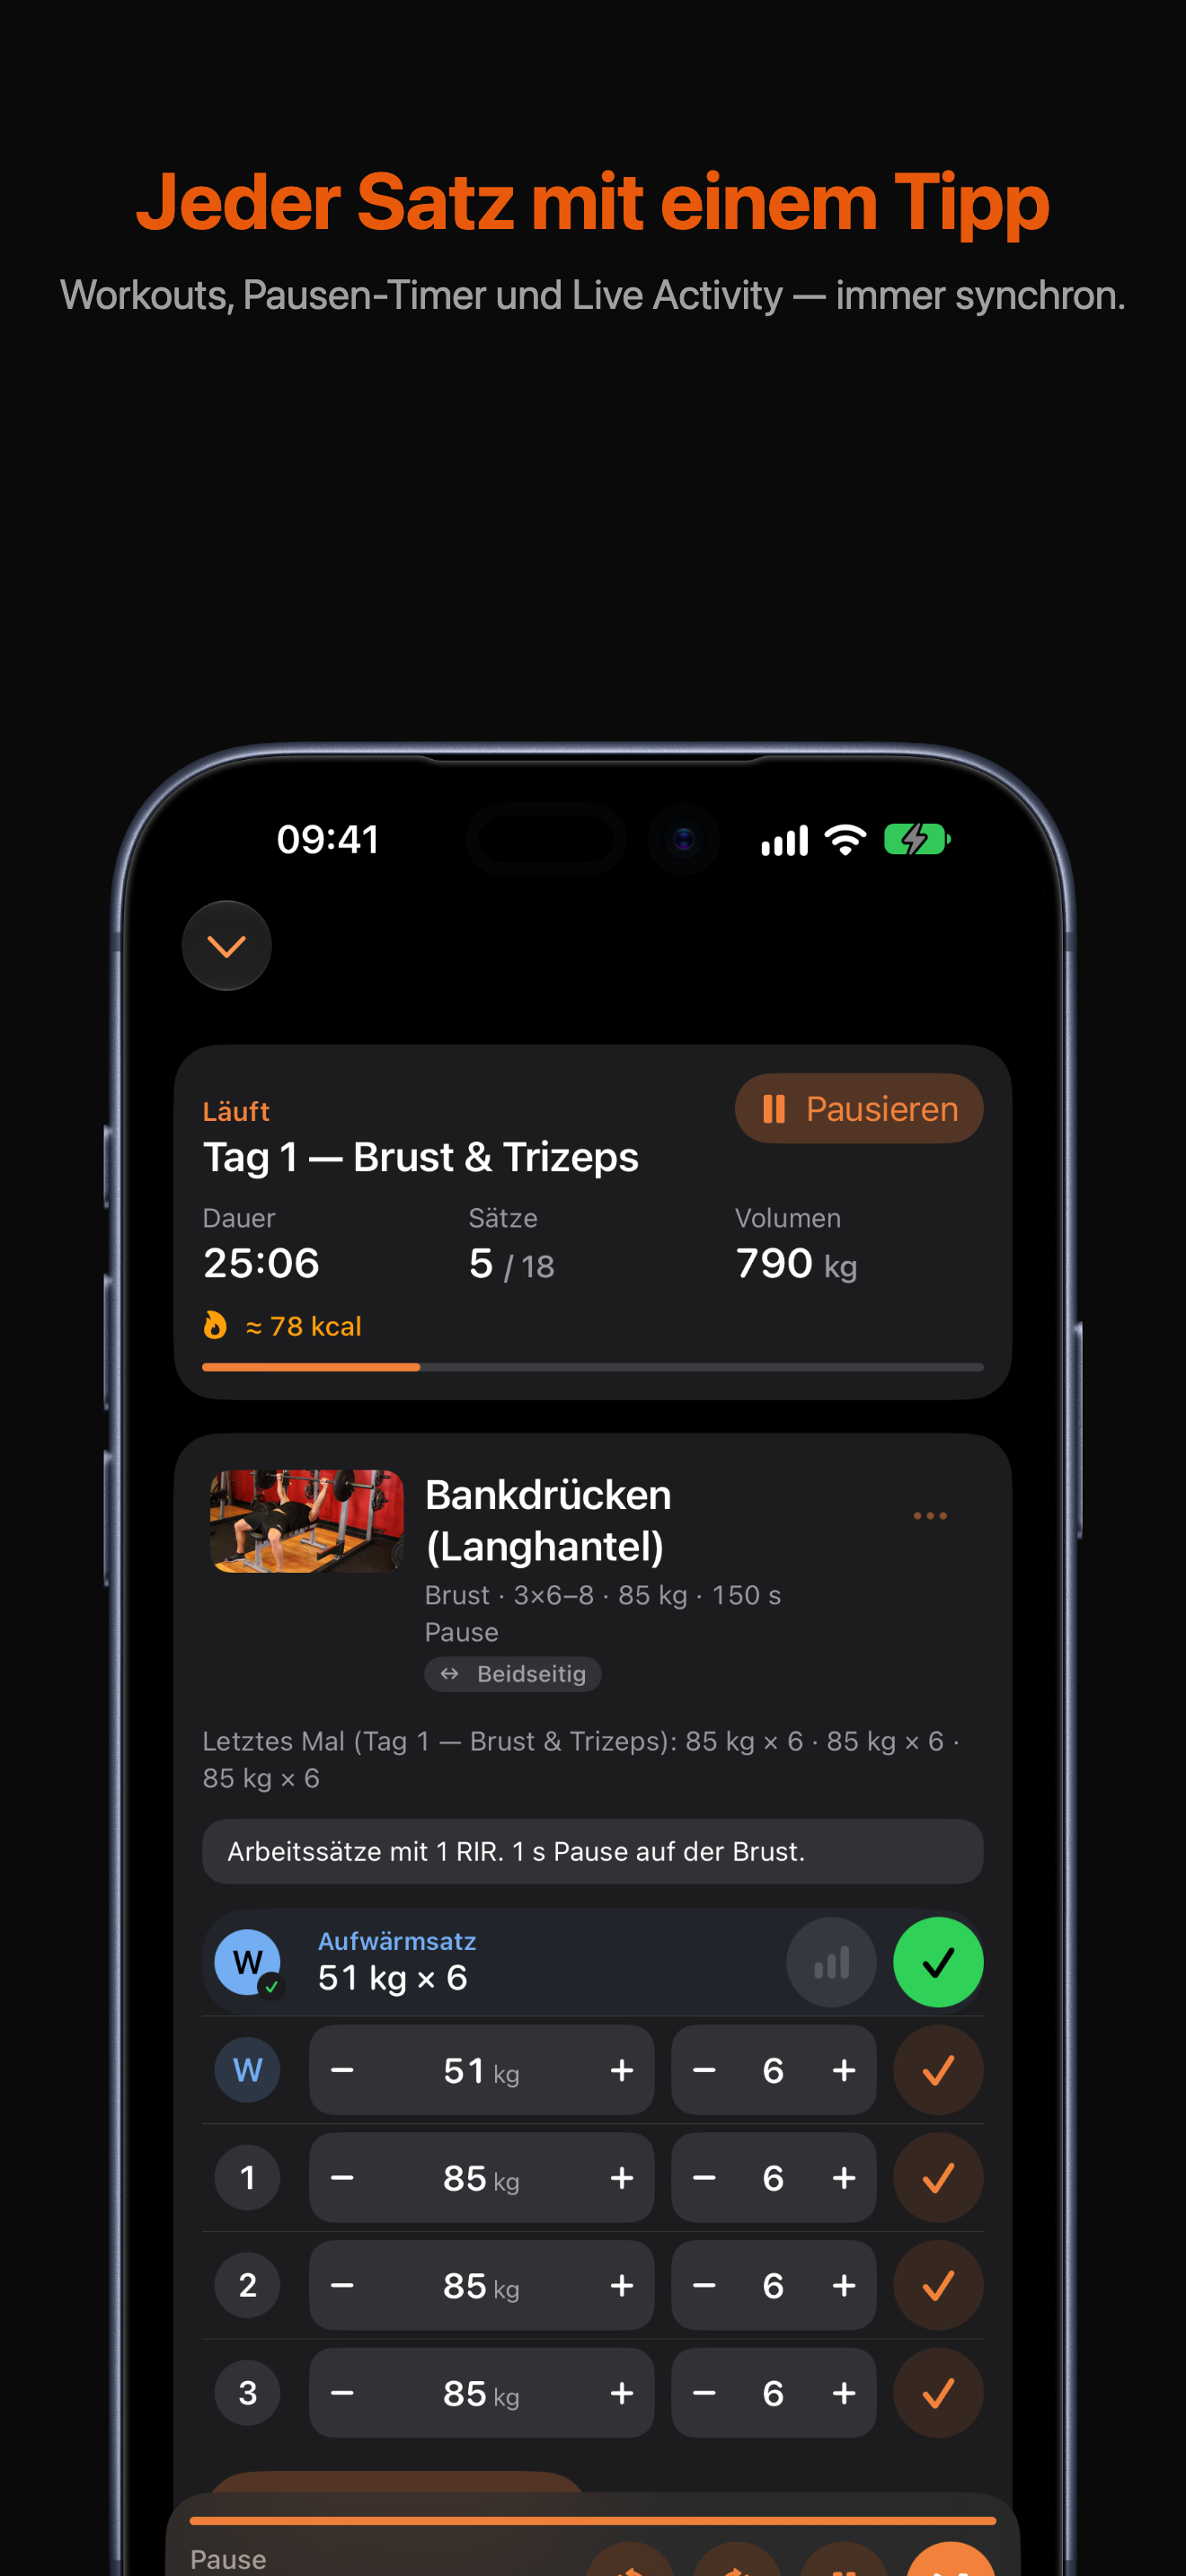 Jeder Satz mit einem Tipp
Workouts, Pausen-Timer und Live Activity — immer synchron.
09:41
Läuft
Pausieren
Tag 1 — Brust & Trizeps
Dauer Sätze Volumen
25:06 5 / 18 790 kg
≈ 78 kcal
Bankdrücken
(Langhantel)
Brust · 3×6–8 · 85 kg · 150 s
Pause
↔ Beidseitig
Letztes Mal (Tag 1 — Brust & Trizeps): 85 kg × 6 · 85 kg × 6 ·
85 kg × 6
Arbeitssätze mit 1 RIR. 1 s Pause auf der Brust.
W Aufwärmsatz
51 kg × 6
W − 51 kg + − 6 +
1 − 85 kg + − 6 +
2 − 85 kg + − 6 +
3 − 85 kg + − 6 +
Pause